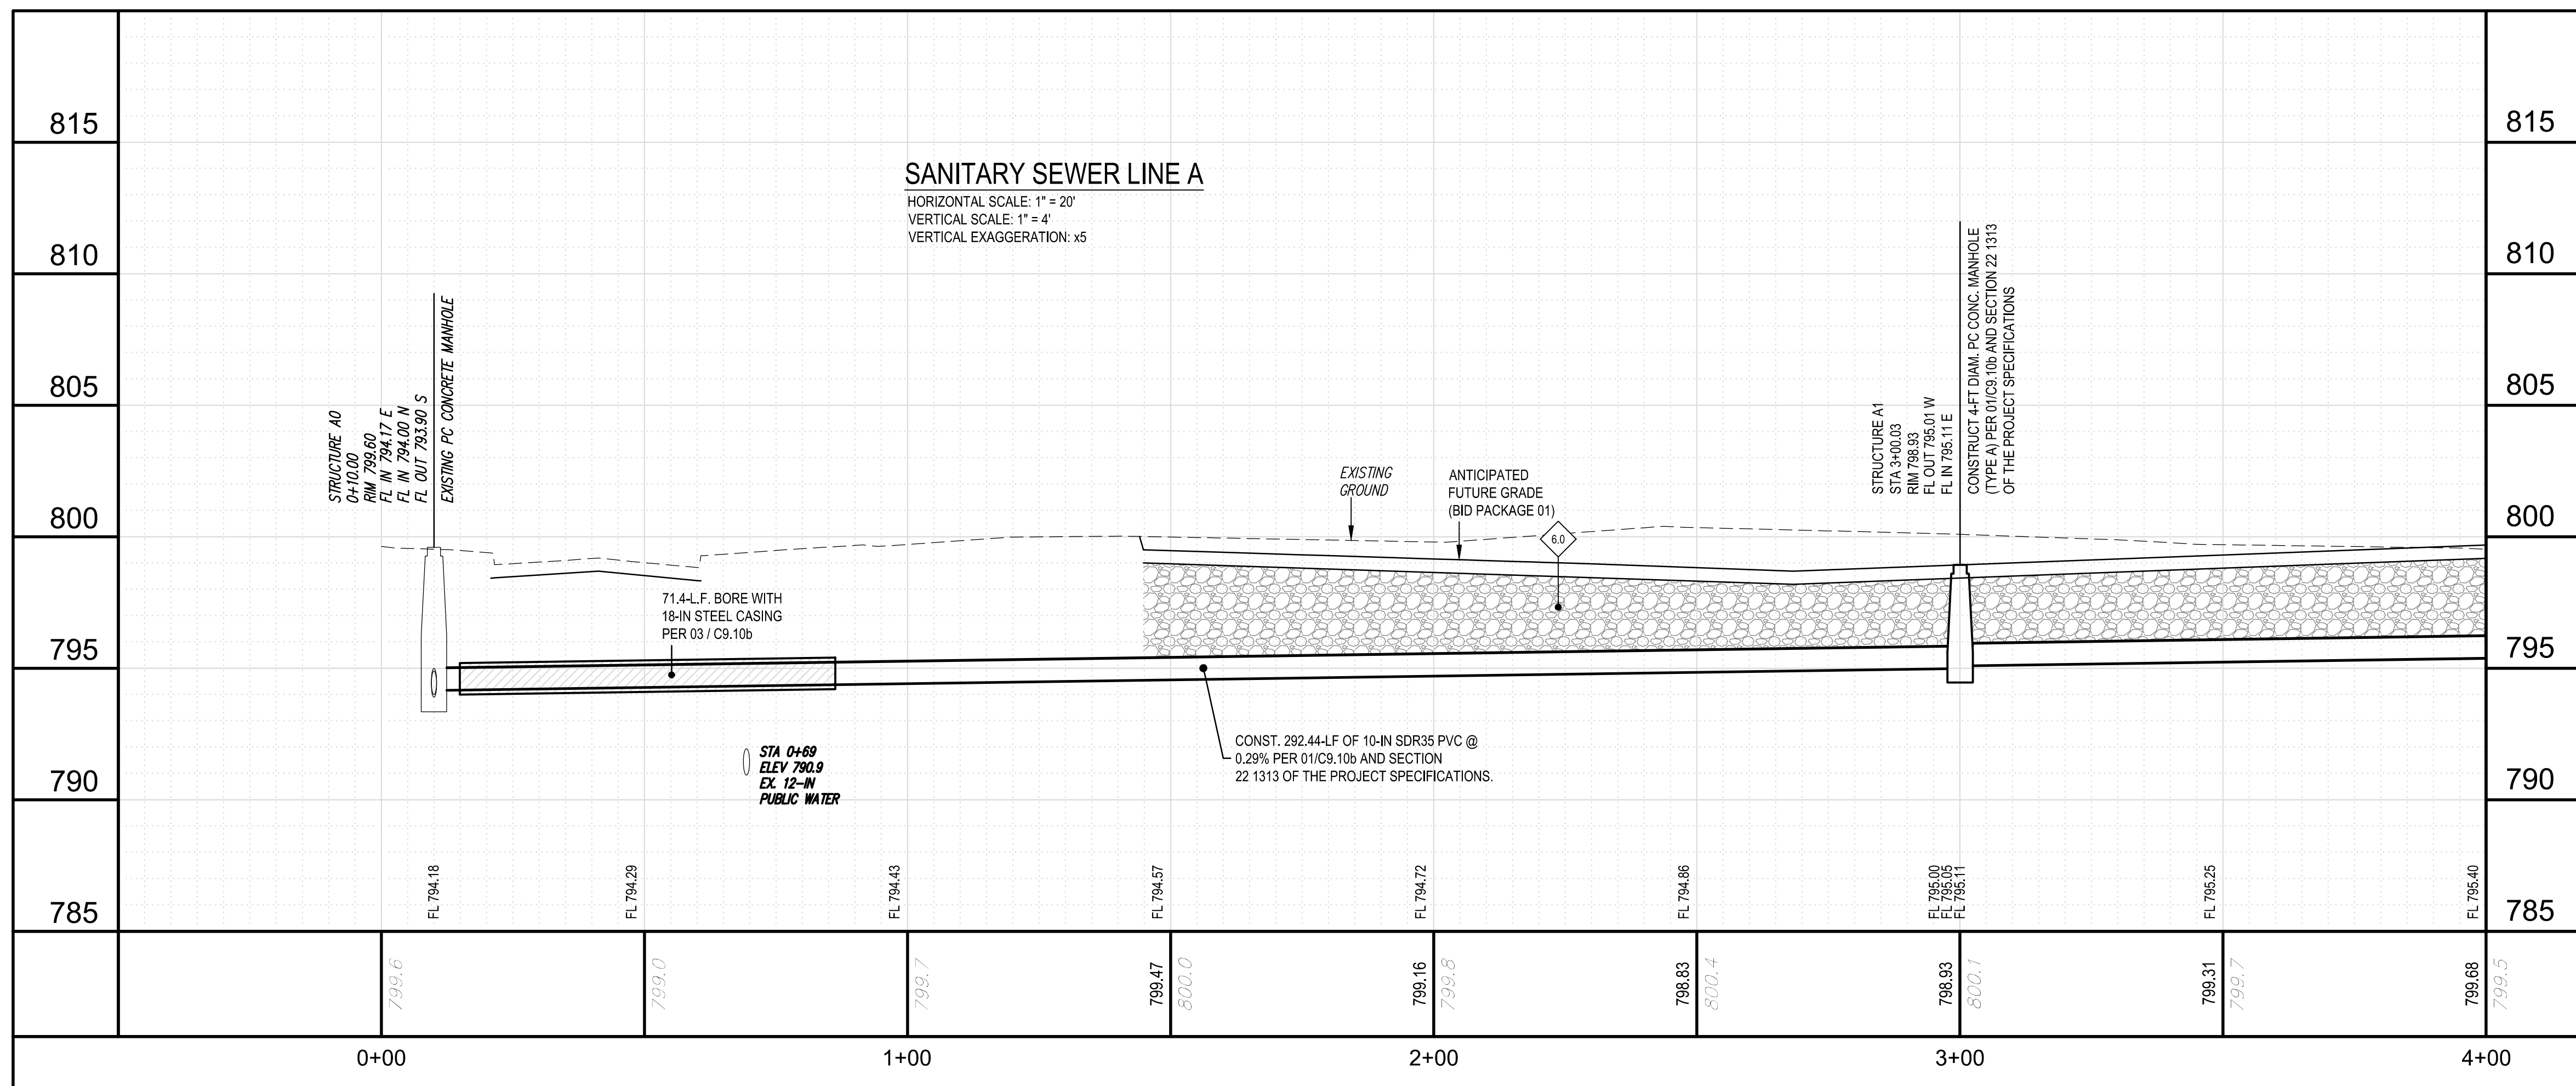 SANITARY SEWER LINE A
HORIZONTAL SCALE: 1" = 20'
VERTICAL SCALE: 1" = 4'
VERTICAL EXAGGERATION: x5
815
810
805
800
795
790
785
815
810
805
800
795
790
785
STRUCTURE A0
0+10.00
RIM 799.60
FL IN 794.17 E
FL IN 794.00 N
FL OUT 793.90 S
EXISTING PC CONCRETE MANHOLE
71.4-L.F. BORE WITH
18-IN STEEL CASING
PER 03 / C9.10b
STA 0+69
ELEV 790.9
EX. 12-IN
PUBLIC WATER
EXISTING
GROUND
ANTICIPATED
FUTURE GRADE
(BID PACKAGE 01)
6.0
CONST. 292.44-LF OF 10-IN SDR35 PVC @
0.29% PER 01/C9.10b AND SECTION
22 1313 OF THE PROJECT SPECIFICATIONS.
STRUCTURE A1
STA 3+00.03
RIM 798.93
FL OUT 795.01 W
FL IN 795.11 E
CONSTRUCT 4-FT DIAM. PC CONC. MANHOLE
(TYPE A) PER 01/C9.10b AND SECTION 22 1313
OF THE PROJECT SPECIFICATIONS
FL 794.18
FL 794.29
FL 794.43
FL 794.57
FL 794.72
FL 794.86
FL 795.00
FL 795.05
FL 795.11
FL 795.25
FL 795.40
799.6
799.0
799.7
799.47
800.0
799.16
799.8
798.83
800.4
798.93
800.1
799.31
799.7
799.68
799.5
0+00
1+00
2+00
3+00
4+00